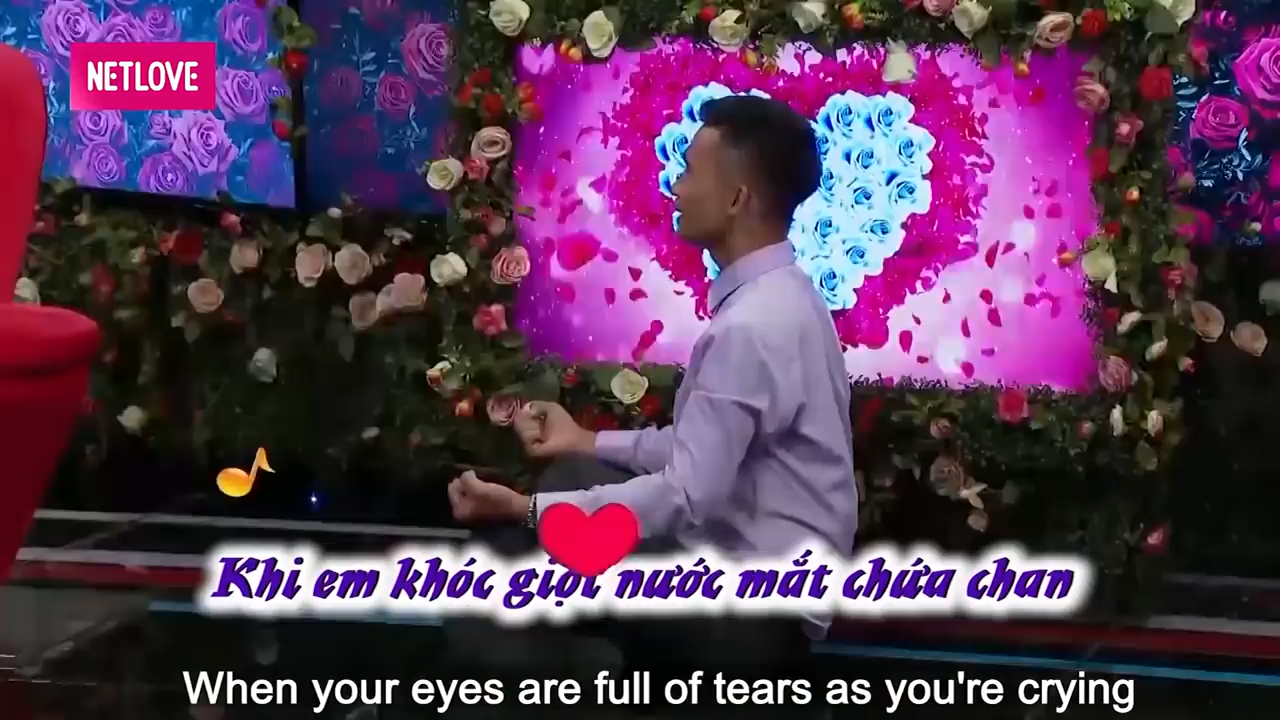 NETLOVE
Khi em khóc giọt nước mắt chứa chan
When your eyes are full of tears as you're crying